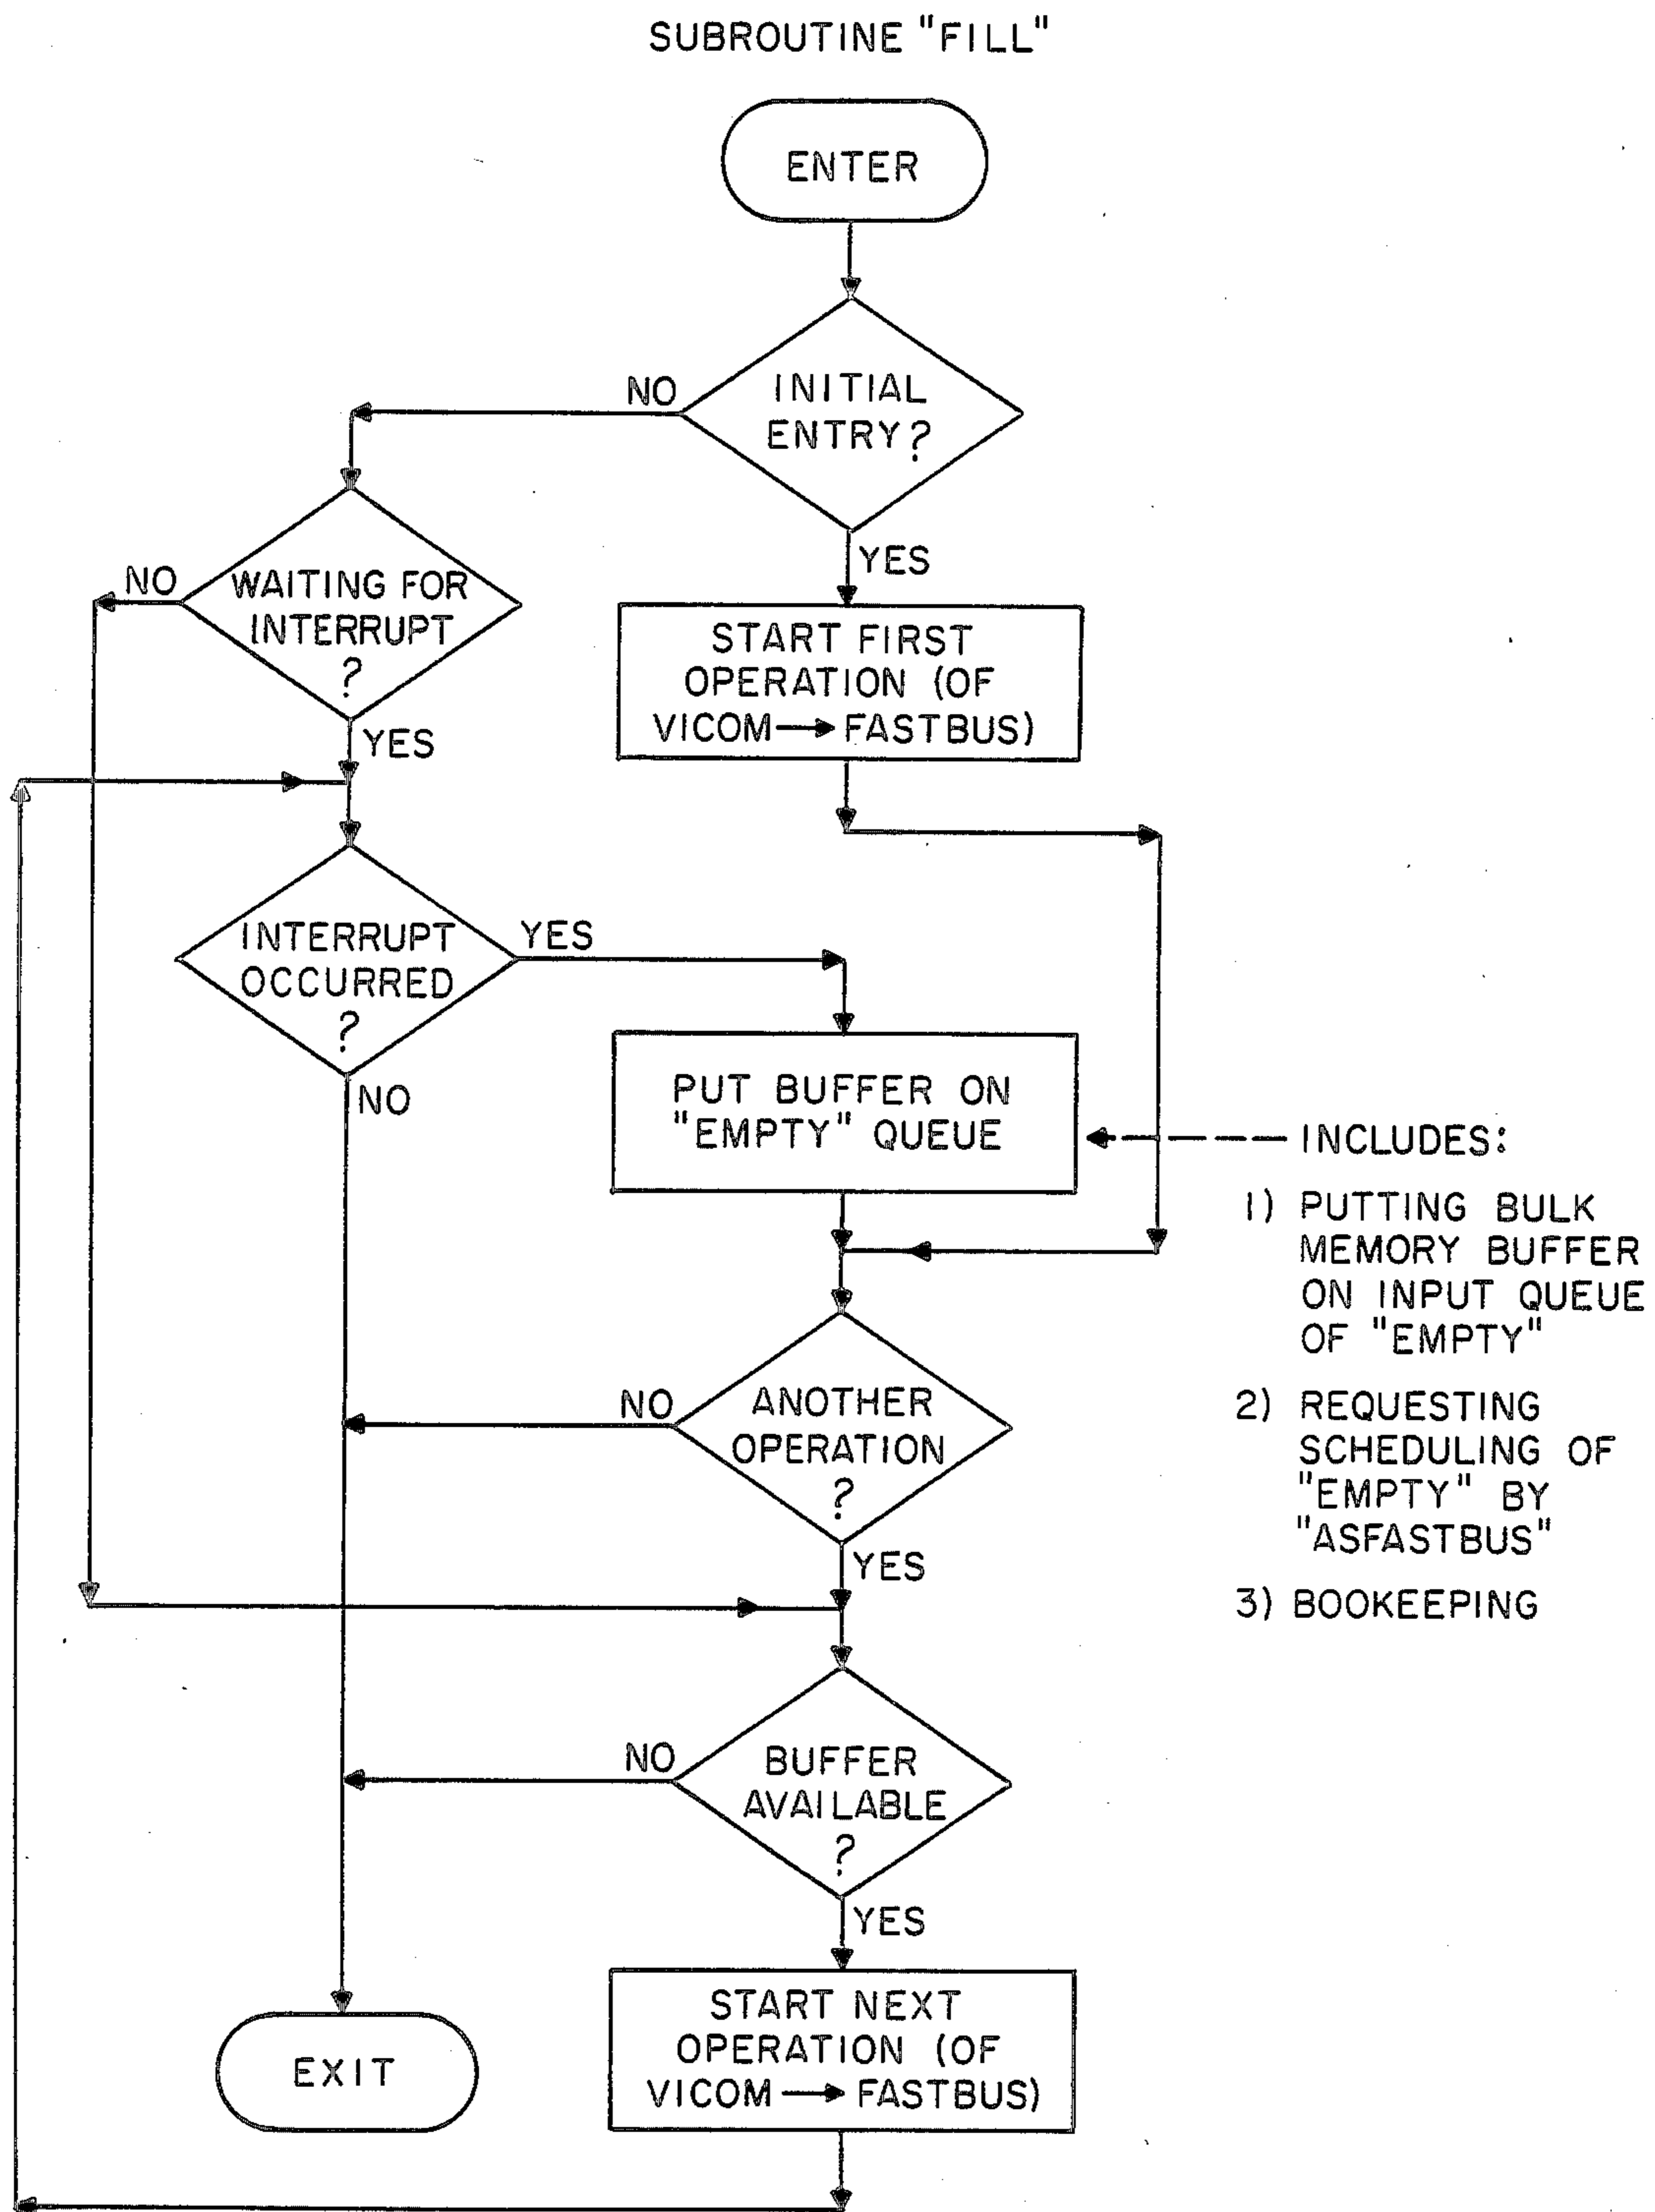 SUBROUTINE "FILL"
ENTER
INITIAL
ENTRY?
NO
YES
WAITING FOR
INTERRUPT
?
NO
YES
START FIRST
OPERATION (OF
VICOM→FASTBUS)
INTERRUPT
OCCURRED
?
YES
NO
PUT BUFFER ON
"EMPTY" QUEUE
INCLUDES:
1) PUTTING BULK
MEMORY BUFFER
ON INPUT QUEUE
OF "EMPTY"
2) REQUESTING
SCHEDULING OF
"EMPTY" BY
"ASFASTBUS"
3) BOOKEEPING
ANOTHER
OPERATION
?
NO
YES
BUFFER
AVAILABLE
?
NO
YES
START NEXT
OPERATION (OF
VICOM→FASTBUS)
EXIT